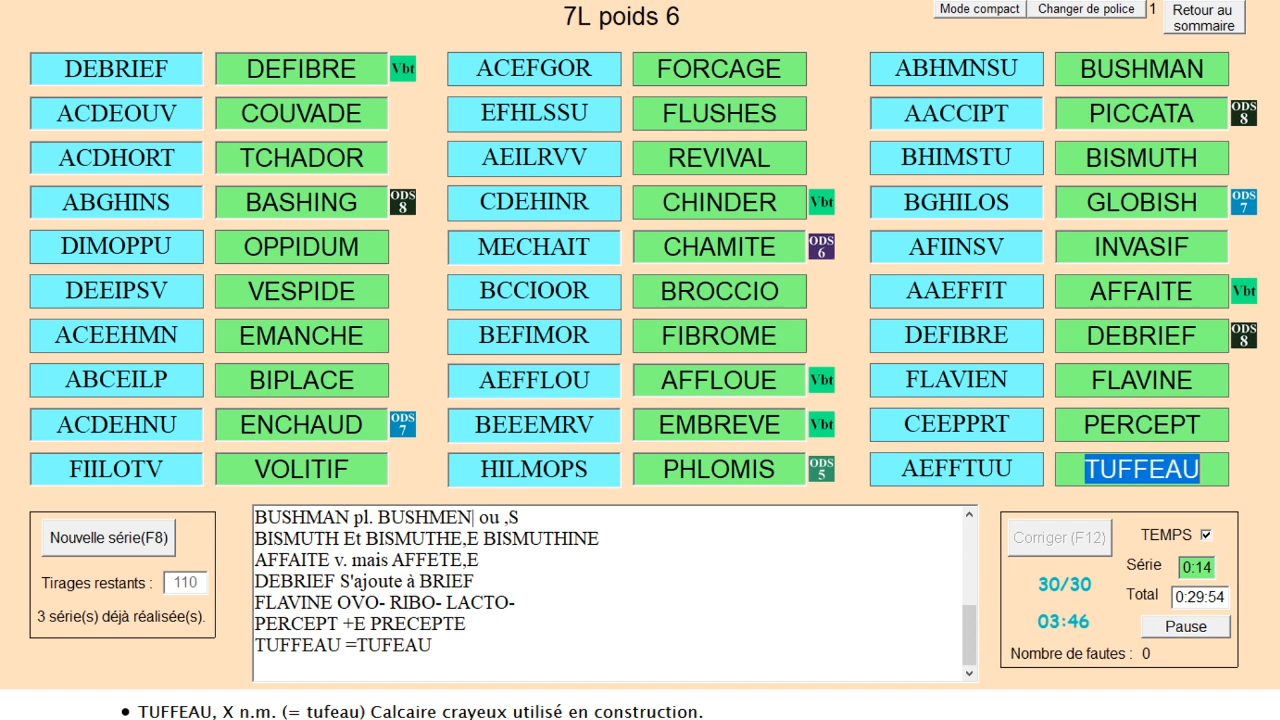 7L poids 6
Mode compact Changer de police 1 Retour au sommaire
DEBRIEF DEFIBRE Vbt ACEFGOR FORCAGE ABHMNSU BUSHMAN
ACDEOUV COUVADE EFHLSSU FLUSHES AACCIPT PICCATA ODS 8
ACDHORT TCHADOR AEILRVV REVIVAL BHIMSTU BISMUTH
ABGHINS BASHING ODS 8 CDEHINR CHINDER Vbt BGHILOS GLOBISH ODS 7
DIMOPPU OPPIDUM MECHAIT CHAMITE ODS 6 AFIINSV INVASIF
DEEIPSV VESPIDE BCCIOOR BROCCIO AAEFFIT AFFAITE Vbt
ACEEHMN EMANCHE BEFIMOR FIBROME DEFIBRE DEBRIEF ODS 8
ABCEILP BIPLACE AEFFLOU AFFLOUE Vbt FLAVIEN FLAVINE
ACDEHNU ENCHAUD ODS 7 BEEEMRV EMBREVE Vbt CEEPPRT PERCEPT
FIILOTV VOLITIF HILMOPS PHLOMIS ODS 5 AEFFTUU TUFFEAU
Nouvelle série(F8)
Tirages restants : 110
3 série(s) déjà réalisée(s).
BUSHMAN pl. BUSHMEN| ou ,S
BISMUTH Et BISMUTHE,E BISMUTHINE
AFFAITE v. mais AFFETE,E
DEBRIEF S'ajoute à BRIEF
FLAVINE OVO- RIBO- LACTO-
PERCEPT +E PRECEPTE
TUFFEAU =TUFEAU
Corriger (F12) TEMPS
Série 0:14
30/30
Total 0:29:54
03:46
Pause
Nombre de fautes : 0
• TUFFEAU, X n.m. (= tufeau) Calcaire crayeux utilisé en construction.